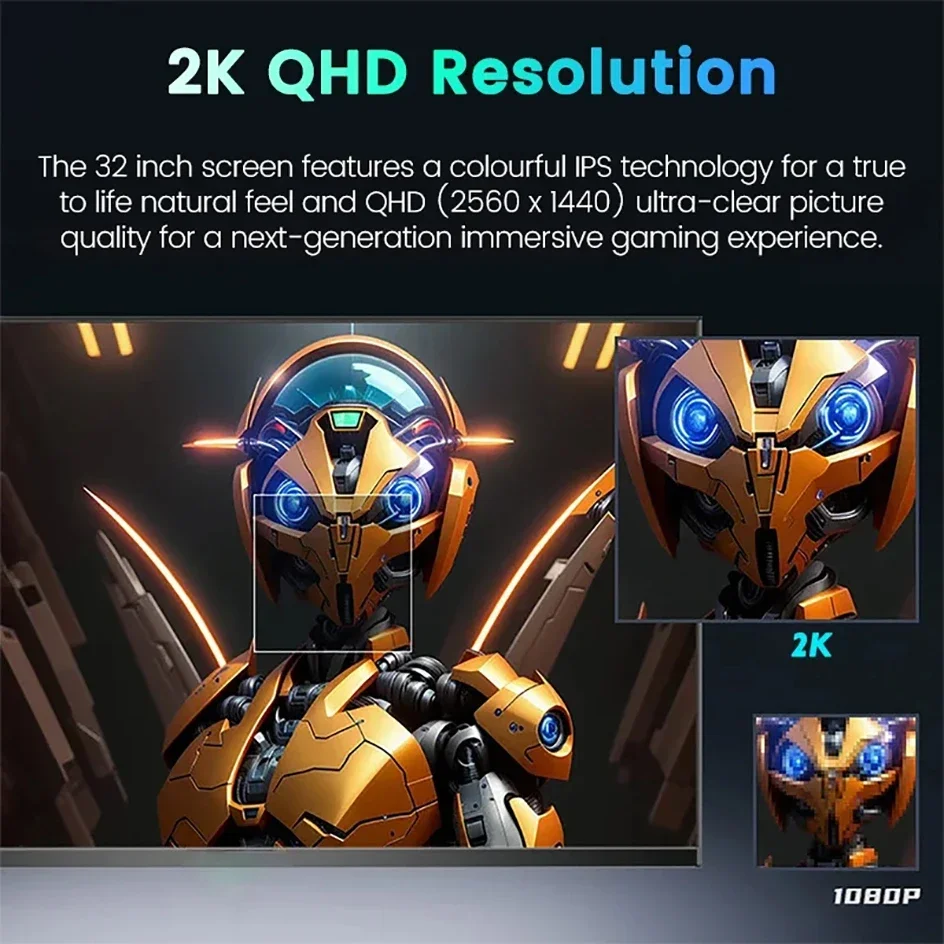 2K QHD Resolution
The 32 inch screen features a colourful IPS technology for a true
to life natural feel and QHD (2560 x 1440) ultra-clear picture
quality for a next-generation immersive gaming experience.
2K
1080P